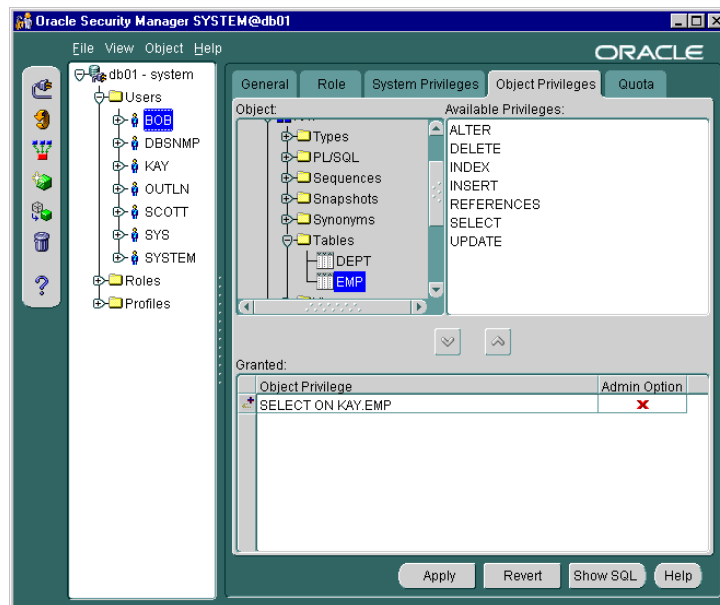 Oracle Security Manager SYSTEM@db01
File View Object Help
ORACLE
db01 - system
Users
BOB
DBSNMP
KAY
OUTLN
SCOTT
SYS
SYSTEM
Roles
Profiles
General Role System Privileges Object Privileges Quota
Object:
Types
PL/SQL
Sequences
Snapshots
Synonyms
Tables
DEPT
EMP
Available Privileges:
ALTER
DELETE
INDEX
INSERT
REFERENCES
SELECT
UPDATE
Granted:
Object Privilege Admin Option
SELECT ON KAY.EMP
Apply Revert Show SQL Help